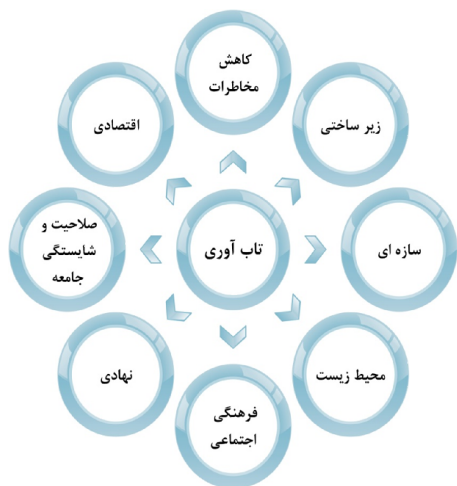 کاهش
مخاطرات
زیر ساختی
سازه ای
محیط زیست
فرهنگی
اجتماعی
نهادی
صلاحیت و
شایستگی
جامعه
اقتصادی
تاب آوری